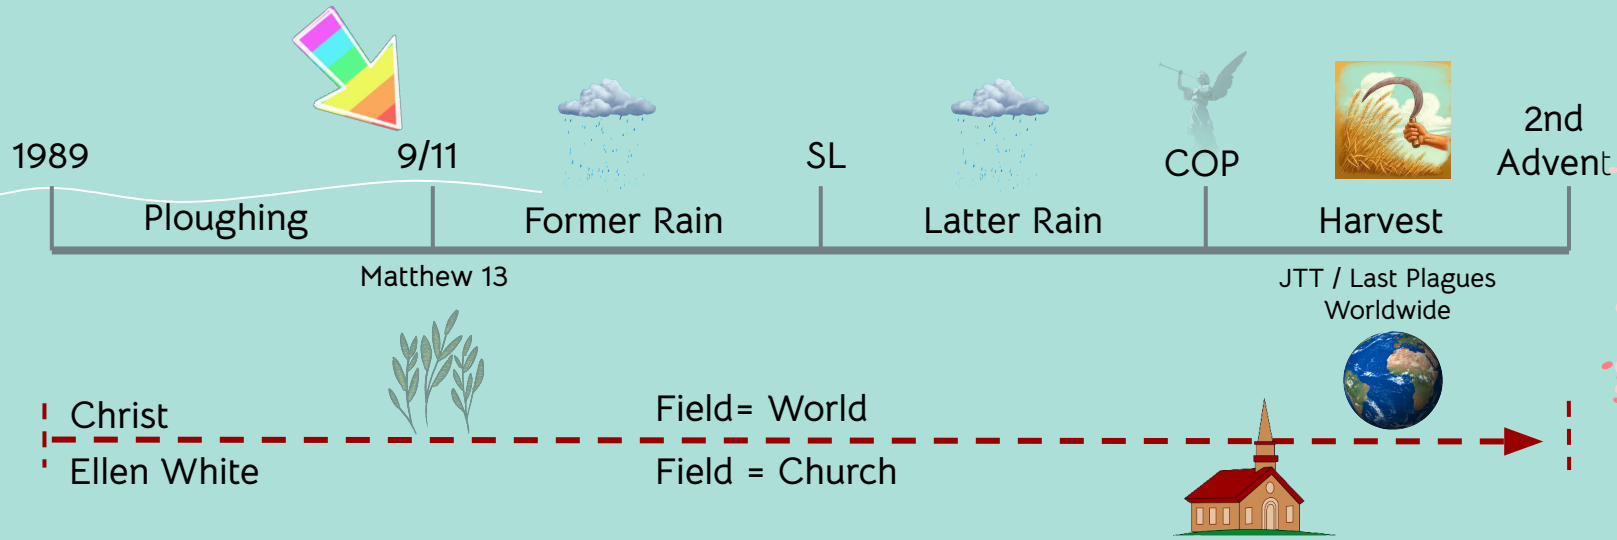 1989
9/11
SL
COP
2nd
Advent
Ploughing
Former Rain
Latter Rain
Harvest
Matthew 13
JTT / Last Plagues
Worldwide
Christ
Field= World
Ellen White
Field = Church